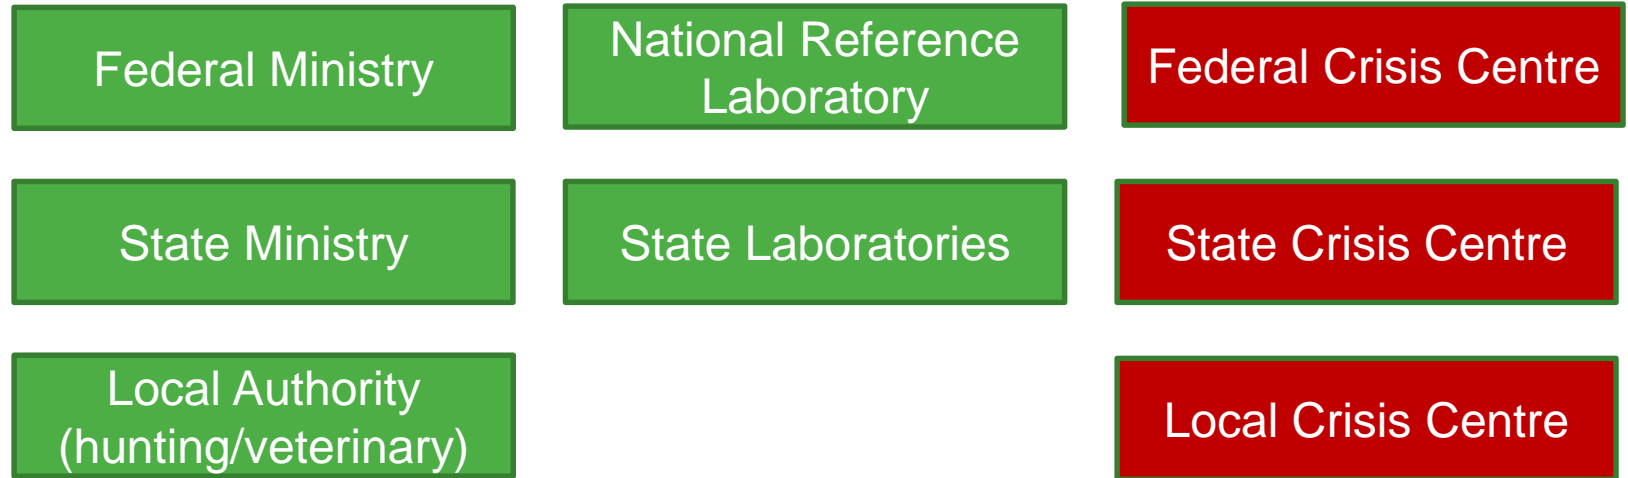 Federal Ministry
National Reference
Laboratory
Federal Crisis Centre
State Ministry
State Laboratories
State Crisis Centre
Local Authority
(hunting/veterinary)
Local Crisis Centre